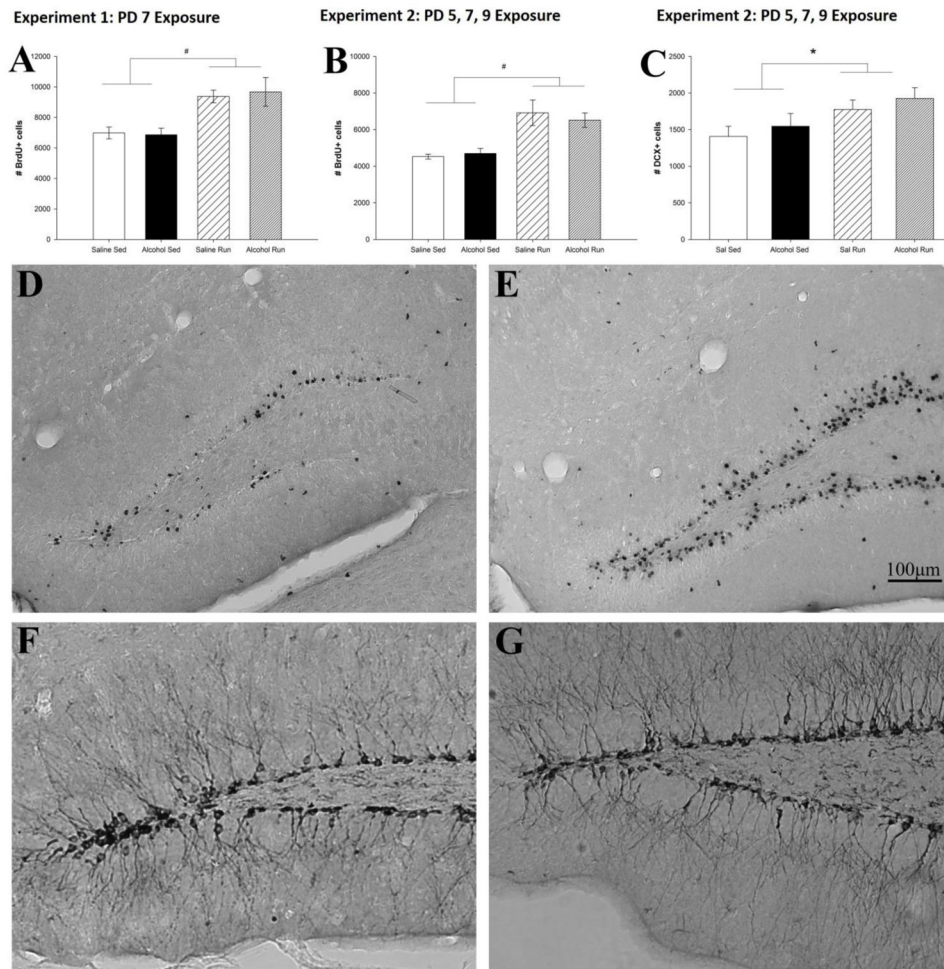 Experiment 1: PD 7 Exposure
Experiment 2: PD 5, 7, 9 Exposure
Experiment 2: PD 5, 7, 9 Exposure
A
#
# BrdU+ cells
12000
10000
8000
6000
4000
2000
0
Saline Sed
Alcohol Sed
Saline Run
Alcohol Run
B
#
# BrdU+ cells
10000
8000
6000
4000
2000
0
Saline Sed
Alcohol Sed
Saline Run
Alcohol Run
C
*
# DCX+ cells
2500
2000
1500
1000
500
0
Sal Sed
Alcohol Sed
Sal Run
Alcohol Run
D
E
100µm
F
G